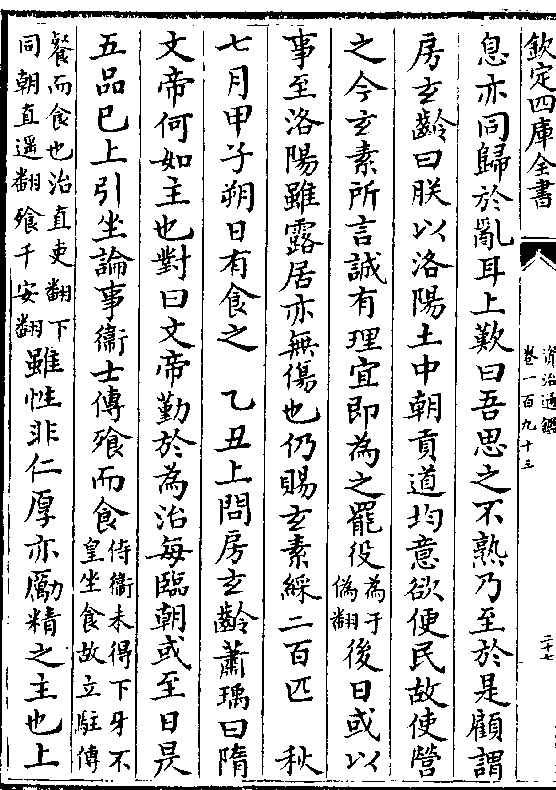 欽定四庫全書
資治通鑑
卷一百九十三
二十七
息亦同歸於亂耳上歎曰吾思之不熟乃至於是顧謂
房玄齡曰朕以洛陽土中朝貢道均意欲便民故使營
之今玄素所言誠有理宜即為之罷役為于偽翻後日或以
事至洛陽雖露居亦無傷也仍賜玄素綵二百匹 秋
七月甲子朔日有食之 乙丑上問房玄齡蕭瑀曰隋
文帝何如主也對曰文帝勤於為治每臨朝或至日昃
五品已上引坐論事衞士傳飱而食侍衞未得下牙不皇坐食故立駐傳
餐而食也治直吏翻下同朝直遥翻飱千安翻雖性非仁厚亦勵精之主也上